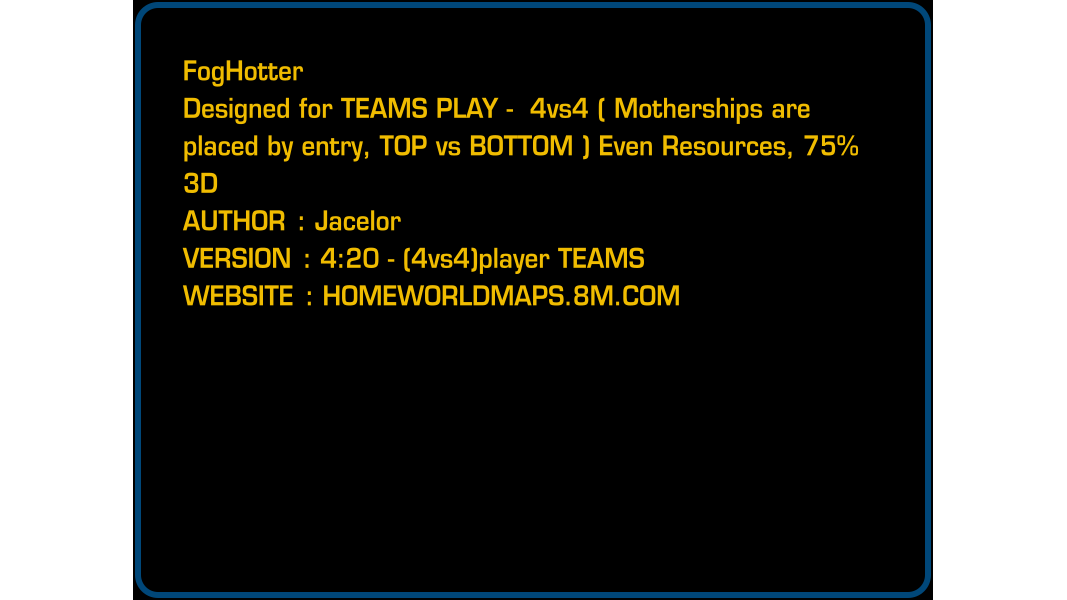 FogHotter
Designed for TEAMS PLAY -  4vs4 ( Motherships are
placed by entry, TOP vs BOTTOM ) Even Resources, 75%
3D
AUTHOR : Jacelor
VERSION : 4:20 - (4vs4)player TEAMS
WEBSITE : HOMEWORLDMAPS.8M.COM